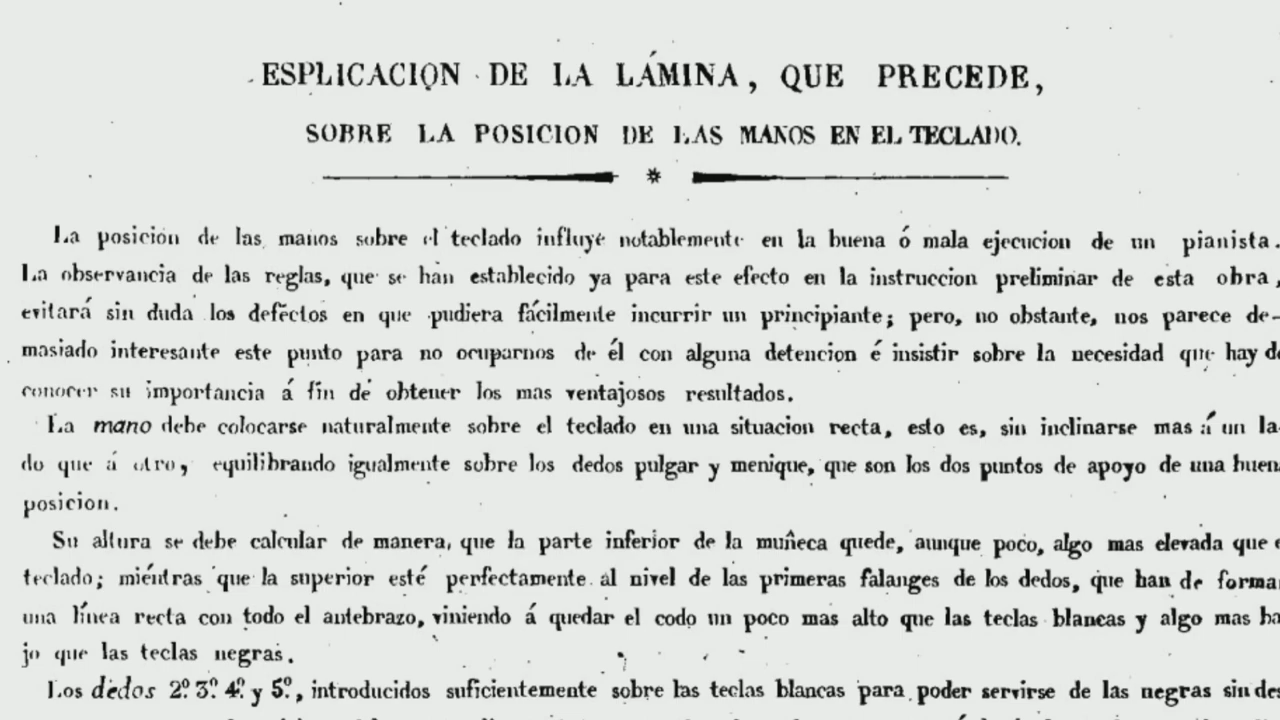 ESPLICACION DE LA LÁMINA, QUE PRECEDE,
SOBRE LA POSICION DE LAS MANOS EN EL TECLADO.
La posicion de las manos sobre el teclado influye notablemente en la buena ó mala ejecucion de un pianista.
La observancia de las reglas, que se han establecido ya para este efecto en la instruccion preliminar de esta obra,
evitará sin duda los defectos en que pudiera fácilmente incurrir un principiante; pero, no obstante, nos parece de-
masiado interesante este punto para no ocuparnos de él con alguna detencion é insistir sobre la necesidad que hay de
conocer su importancia á fin de obtener los mas ventajosos resultados.
La mano debe colocarse naturalmente sobre el teclado en una situacion recta, esto es, sin inclinarse mas á un la-
do que á otro, equilibrando igualmente sobre los dedos pulgar y menique, que son los dos puntos de apoyo de una buen
posicion.
Su altura se debe calcular de manera, que la parte inferior de la muñeca quede, aunque poco, algo mas elevada que e
teclado; miéntras que la superior esté perfectamente al nivel de las primeras falanges de los dedos, que han de forma
una línea recta con todo el antebrazo, viniendo á quedar el codo un poco mas alto que las teclas blancas y algo mas ba
jo que las teclas negras.
Los dedos 2º. 3º. 4º. y 5º., introducidos suficientemente sobre las teclas blancas para poder servirse de las negras sin des